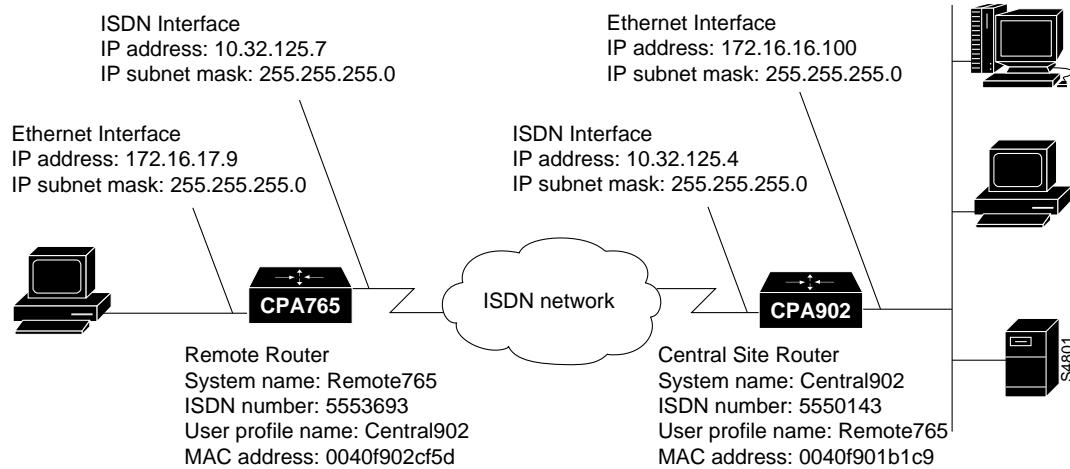 ISDN Interface
IP address: 10.32.125.7
IP subnet mask: 255.255.255.0
Ethernet Interface
IP address: 172.16.16.100
IP subnet mask: 255.255.255.0
Ethernet Interface
IP address: 172.16.17.9
IP subnet mask: 255.255.255.0
ISDN Interface
IP address: 10.32.125.4
IP subnet mask: 255.255.255.0
CPA765
ISDN network
CPA902
Remote Router
System name: Remote765
ISDN number: 5553693
User profile name: Central902
MAC address: 0040f902cf5d
Central Site Router
System name: Central902
ISDN number: 5550143
User profile name: Remote765
MAC address: 0040f901b1c9
S4801